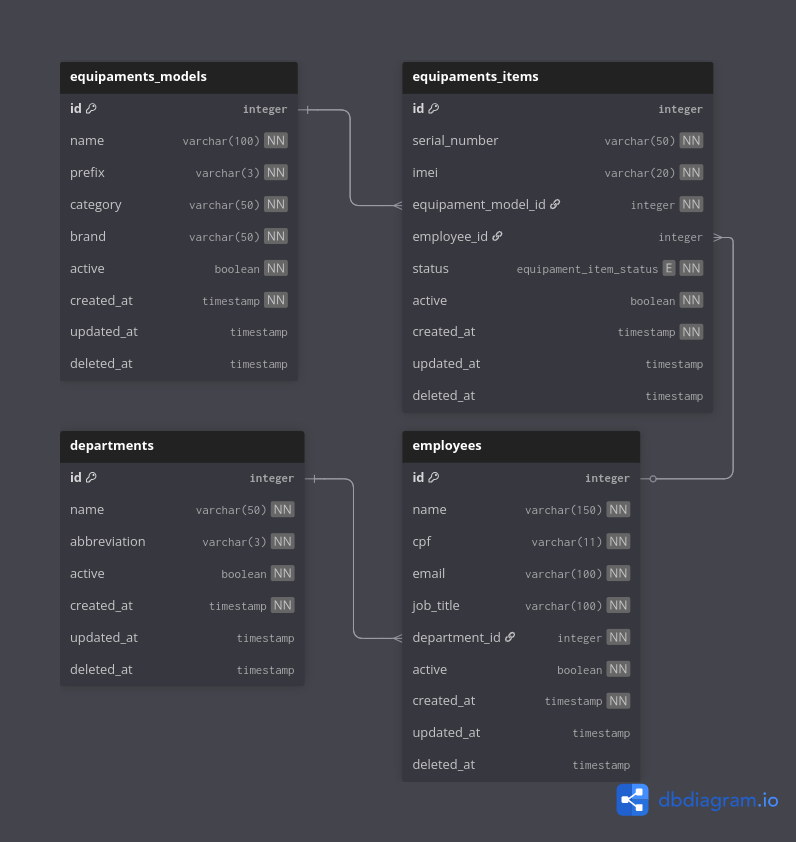 equipaments_models
id integer
name varchar(100) NN
prefix varchar(3) NN
category varchar(50) NN
brand varchar(50) NN
active boolean NN
created_at timestamp NN
updated_at timestamp
deleted_at timestamp
equipaments_items
id integer
serial_number varchar(50) NN
imei varchar(20) NN
equipament_model_id integer NN
employee_id integer
status equipament_item_status E NN
active boolean NN
created_at timestamp NN
updated_at timestamp
deleted_at timestamp
departments
id integer
name varchar(50) NN
abbreviation varchar(3) NN
active boolean NN
created_at timestamp NN
updated_at timestamp
deleted_at timestamp
employees
id integer
name varchar(150) NN
cpf varchar(11) NN
email varchar(100) NN
job_title varchar(100) NN
department_id integer NN
active boolean NN
created_at timestamp NN
updated_at timestamp
deleted_at timestamp
dbdiagram.io